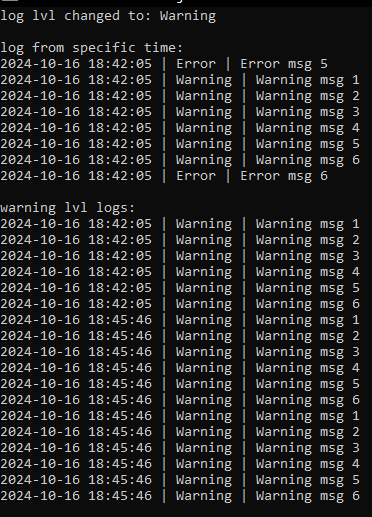 log lvl changed to: Warning
log from specific time:
2024-10-16 18:42:05 | Error | Error msg 5
2024-10-16 18:42:05 | Warning | Warning msg 1
2024-10-16 18:42:05 | Warning | Warning msg 2
2024-10-16 18:42:05 | Warning | Warning msg 3
2024-10-16 18:42:05 | Warning | Warning msg 4
2024-10-16 18:42:05 | Warning | Warning msg 5
2024-10-16 18:42:05 | Warning | Warning msg 6
2024-10-16 18:42:05 | Error | Error msg 6
warning lvl logs:
2024-10-16 18:42:05 | Warning | Warning msg 1
2024-10-16 18:42:05 | Warning | Warning msg 2
2024-10-16 18:42:05 | Warning | Warning msg 3
2024-10-16 18:42:05 | Warning | Warning msg 4
2024-10-16 18:42:05 | Warning | Warning msg 5
2024-10-16 18:42:05 | Warning | Warning msg 6
2024-10-16 18:45:46 | Warning | Warning msg 1
2024-10-16 18:45:46 | Warning | Warning msg 2
2024-10-16 18:45:46 | Warning | Warning msg 3
2024-10-16 18:45:46 | Warning | Warning msg 4
2024-10-16 18:45:46 | Warning | Warning msg 5
2024-10-16 18:45:46 | Warning | Warning msg 6
2024-10-16 18:45:46 | Warning | Warning msg 1
2024-10-16 18:45:46 | Warning | Warning msg 2
2024-10-16 18:45:46 | Warning | Warning msg 3
2024-10-16 18:45:46 | Warning | Warning msg 4
2024-10-16 18:45:46 | Warning | Warning msg 5
2024-10-16 18:45:46 | Warning | Warning msg 6